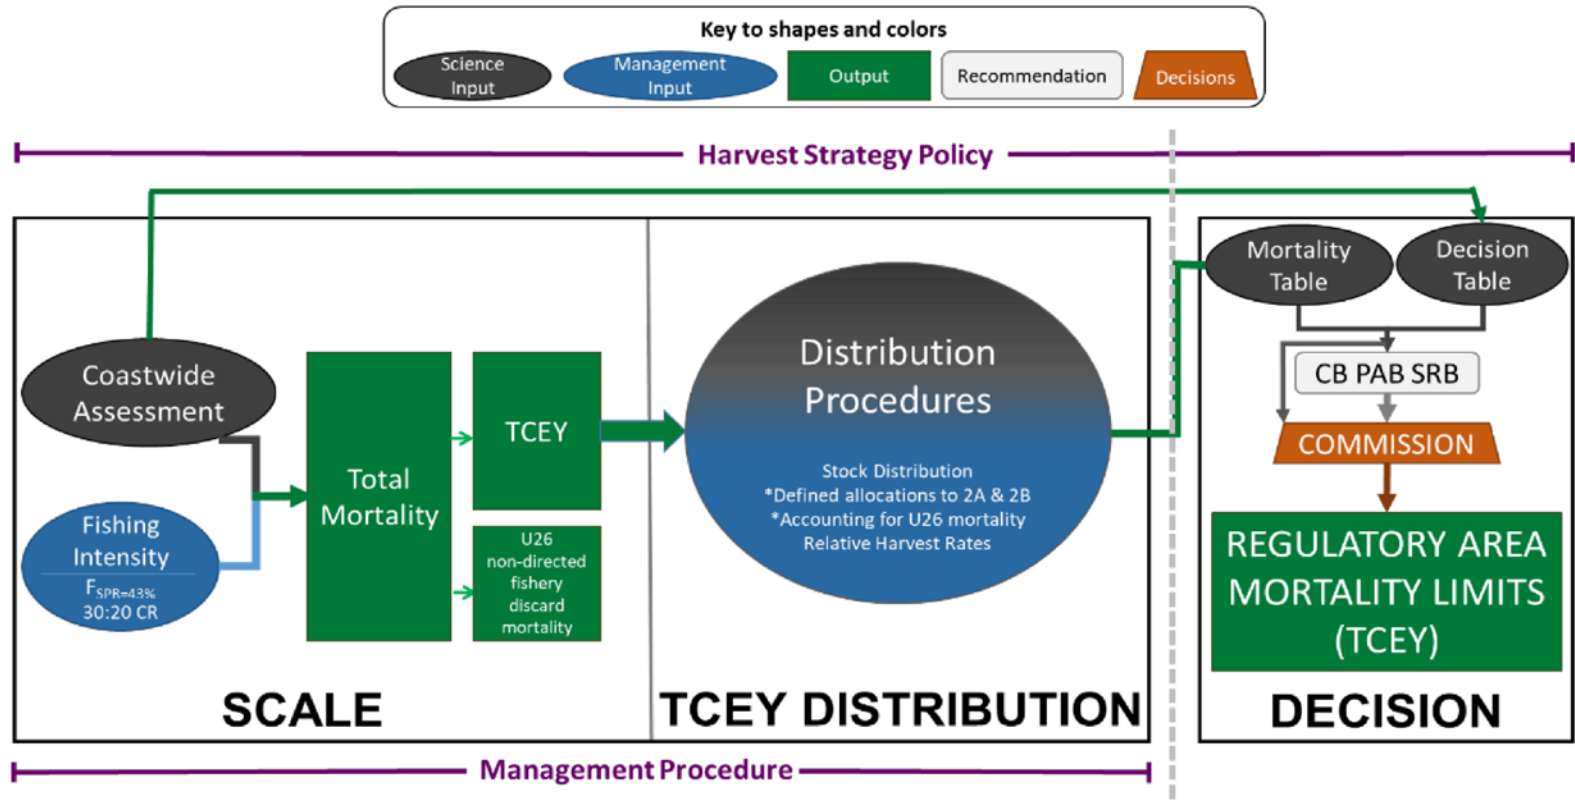 Key to shapes and colors
Science
Input
Management
Input
Output
Recommendation
Decisions
Harvest Strategy Policy
Coastwide
Assessment
Fishing
Intensity
FSPR=43%
30:20 CR
Total
Mortality
TCEY
U26
non-directed
fishery
discard
mortality
SCALE
Distribution
Procedures
Stock Distribution
*Defined allocations to 2A & 2B
*Accounting for U26 mortality
Relative Harvest Rates
TCEY DISTRIBUTION
Mortality
Table
Decision
Table
CB PAB SRB
COMMISSION
REGULATORY AREA
MORTALITY LIMITS
(TCEY)
DECISION
Management Procedure